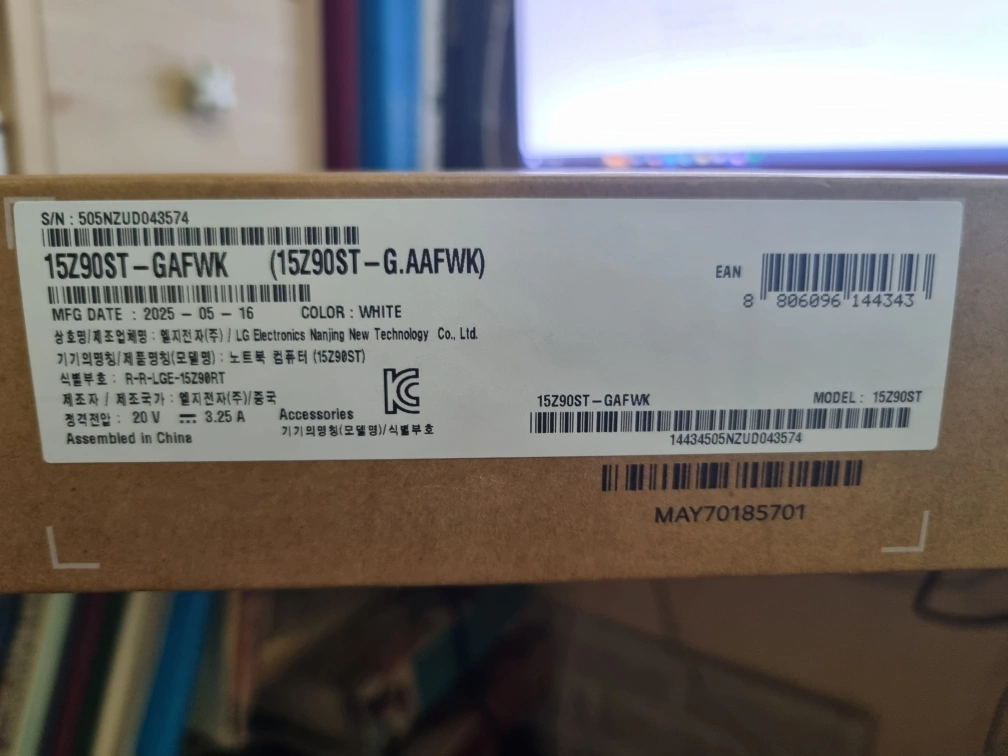 S/N : 505NZUD043574
15Z90ST-GAFWK (15Z90ST-G.AAFWK)
MFG DATE : 2025 - 05 - 16 COLOR : WHITE
상호명/제조업체명 : 엘지전자(주) / LG Electronics Nanjing New Technology Co., Ltd.
기기의명칭/제품명칭(모델명) : 노트북 컴퓨터 (15Z90ST)
식별부호 : R-R-LGE-15Z90RT
제조자 / 제조국가 : 엘지전자(주)/중국
정격전압 : 20 V ⎓ 3.25 A
Assembled in China
Accessories
기기의명칭(모델명)/식별부호
EAN
8 806096 144343
15Z90ST-GAFWK MODEL : 15Z90ST
14434505NZUD043574
MAY70185701